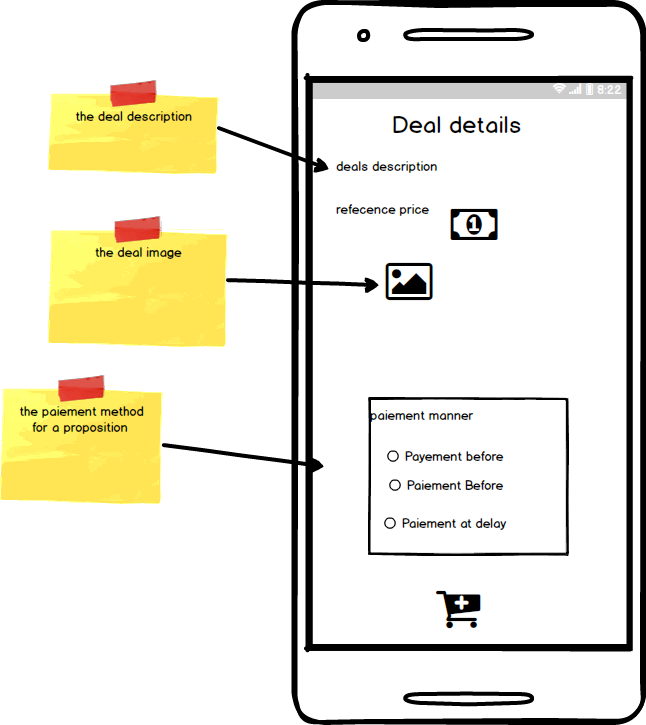 8:22
Deal details
the deal description
deals description
refecence price
1
the deal image
the paiement method
for a proposition
paiement manner
Payement before
Paiement Before
Paiement at delay